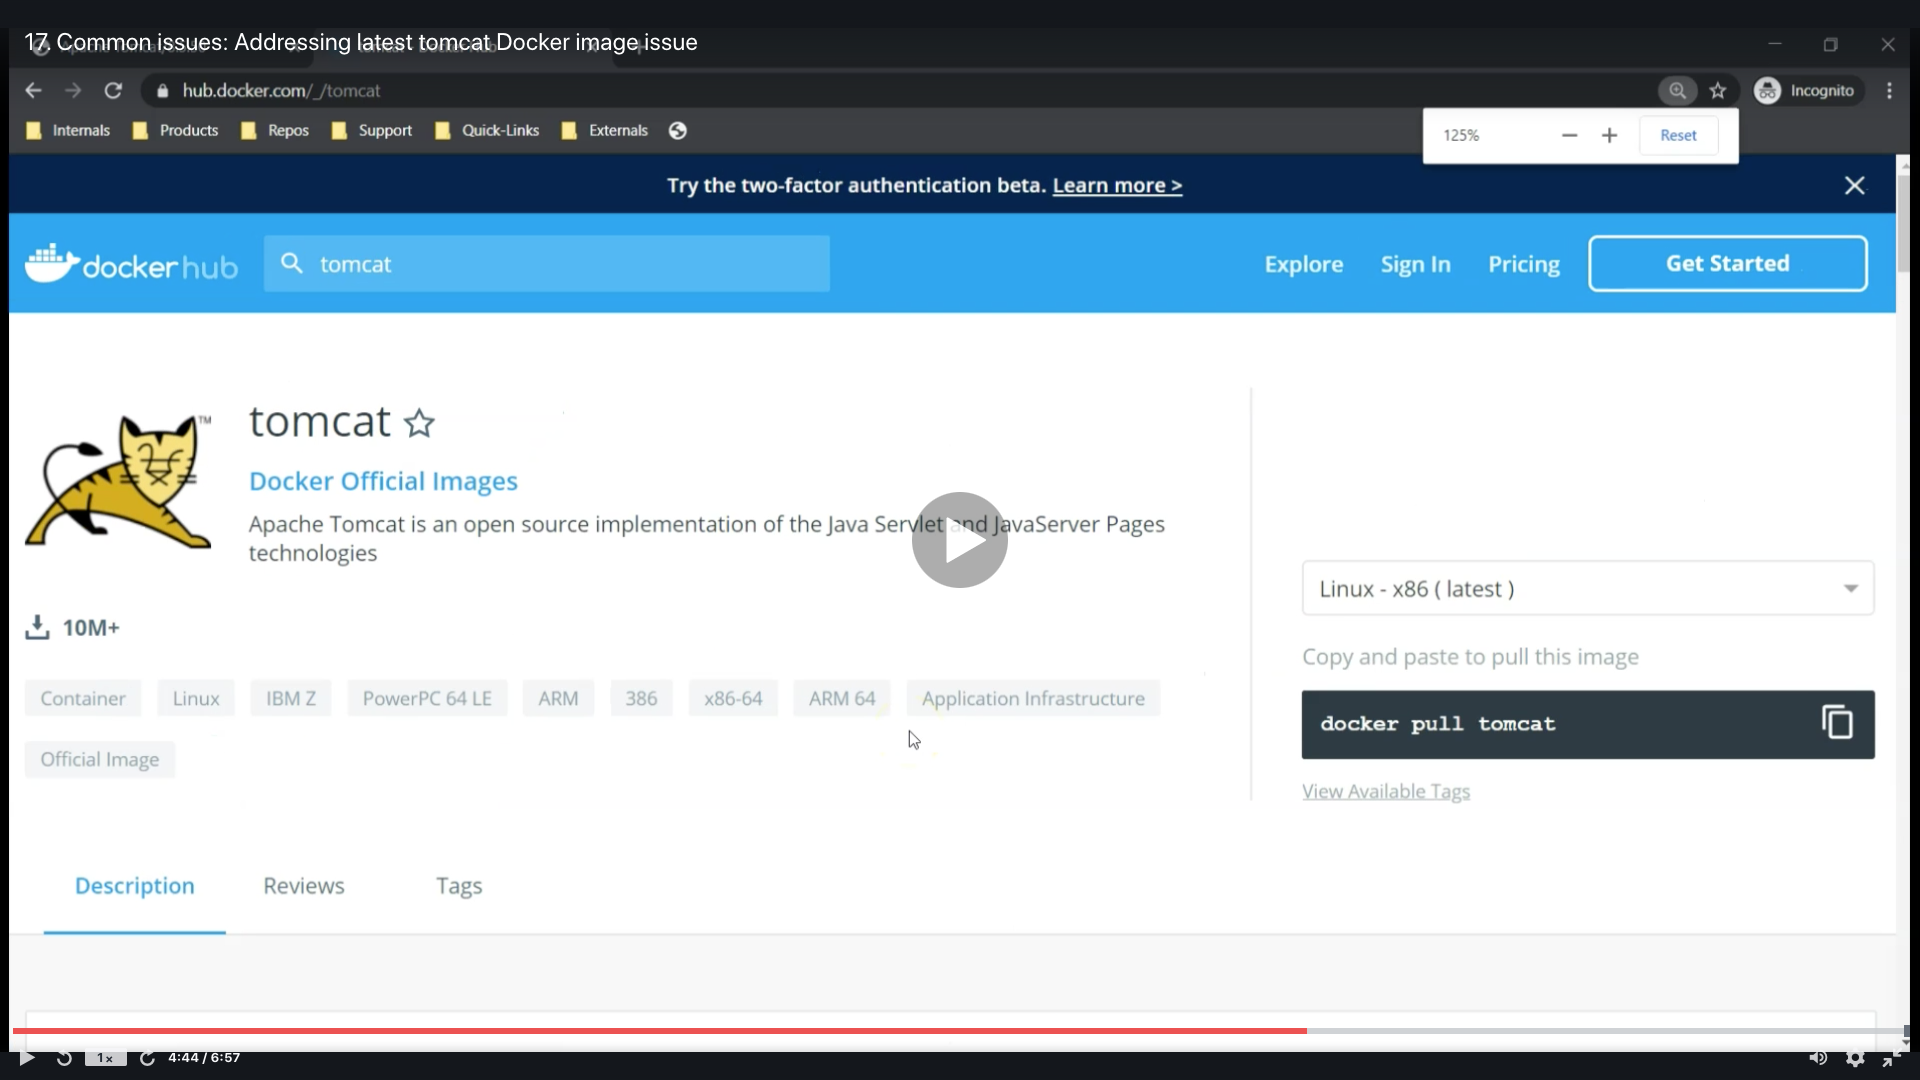 17. Common issues: Addressing latest tomcat Docker image issue
hub.docker.com/_/tomcat
Incognito
Internals
Products
Repos
Support
Quick-Links
Externals
125%
Reset
Try the two-factor authentication beta. Learn more >
dockerhub
tomcat
Explore
Sign In
Pricing
Get Started
TM
tomcat
Docker Official Images
Apache Tomcat is an open source implementation of the Java Servlet and JavaServer Pages
technologies
10M+
Container
Linux
IBM Z
PowerPC 64 LE
ARM
386
x86-64
ARM 64
Application Infrastructure
Official Image
Linux - x86 ( latest )
Copy and paste to pull this image
docker pull tomcat
View Available Tags
Description
Reviews
Tags
1x
4:44 / 6:57